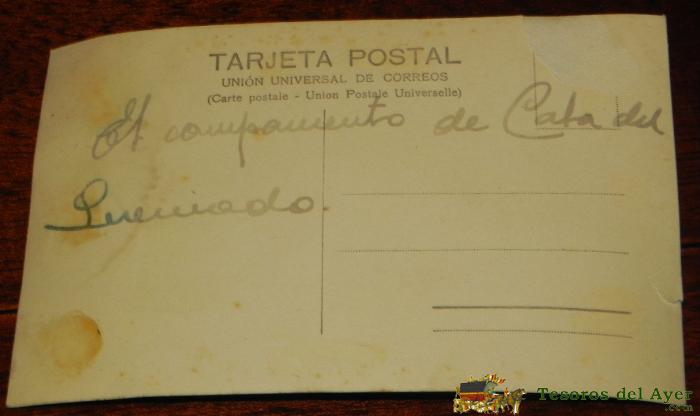 TARJETA POSTAL
UNIÓN UNIVERSAL DE CORREOS
(Carte postale - Union Postale Universelle)
El campamento de Cala del
Quemado.
Tesoros del Ayer
.com